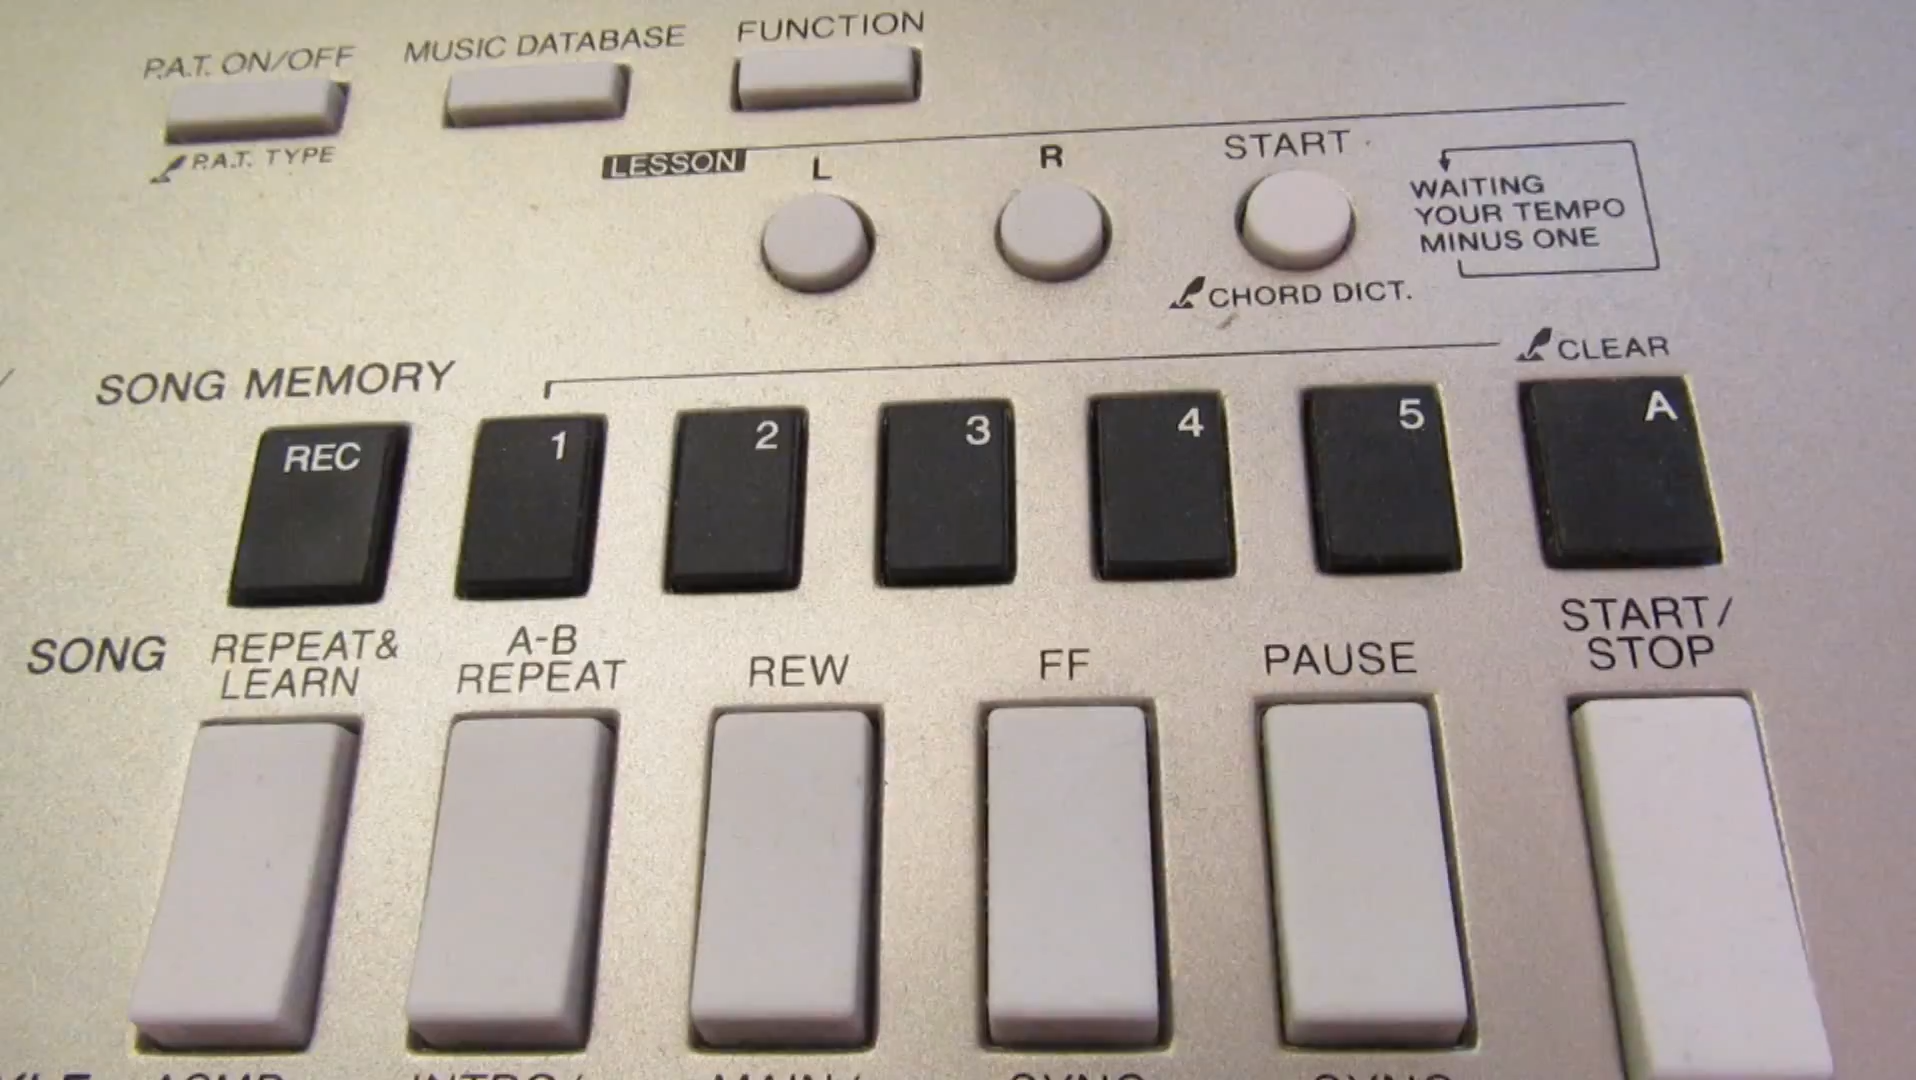 P.A.T. ON/OFF
MUSIC DATABASE
FUNCTION
P.A.T. TYPE
LESSON
L
R
START
WAITING
YOUR TEMPO
MINUS ONE
CHORD DICT.
SONG MEMORY
CLEAR
REC
1
2
3
4
5
A
SONG
REPEAT&
LEARN
A-B
REPEAT
REW
FF
PAUSE
START/
STOP